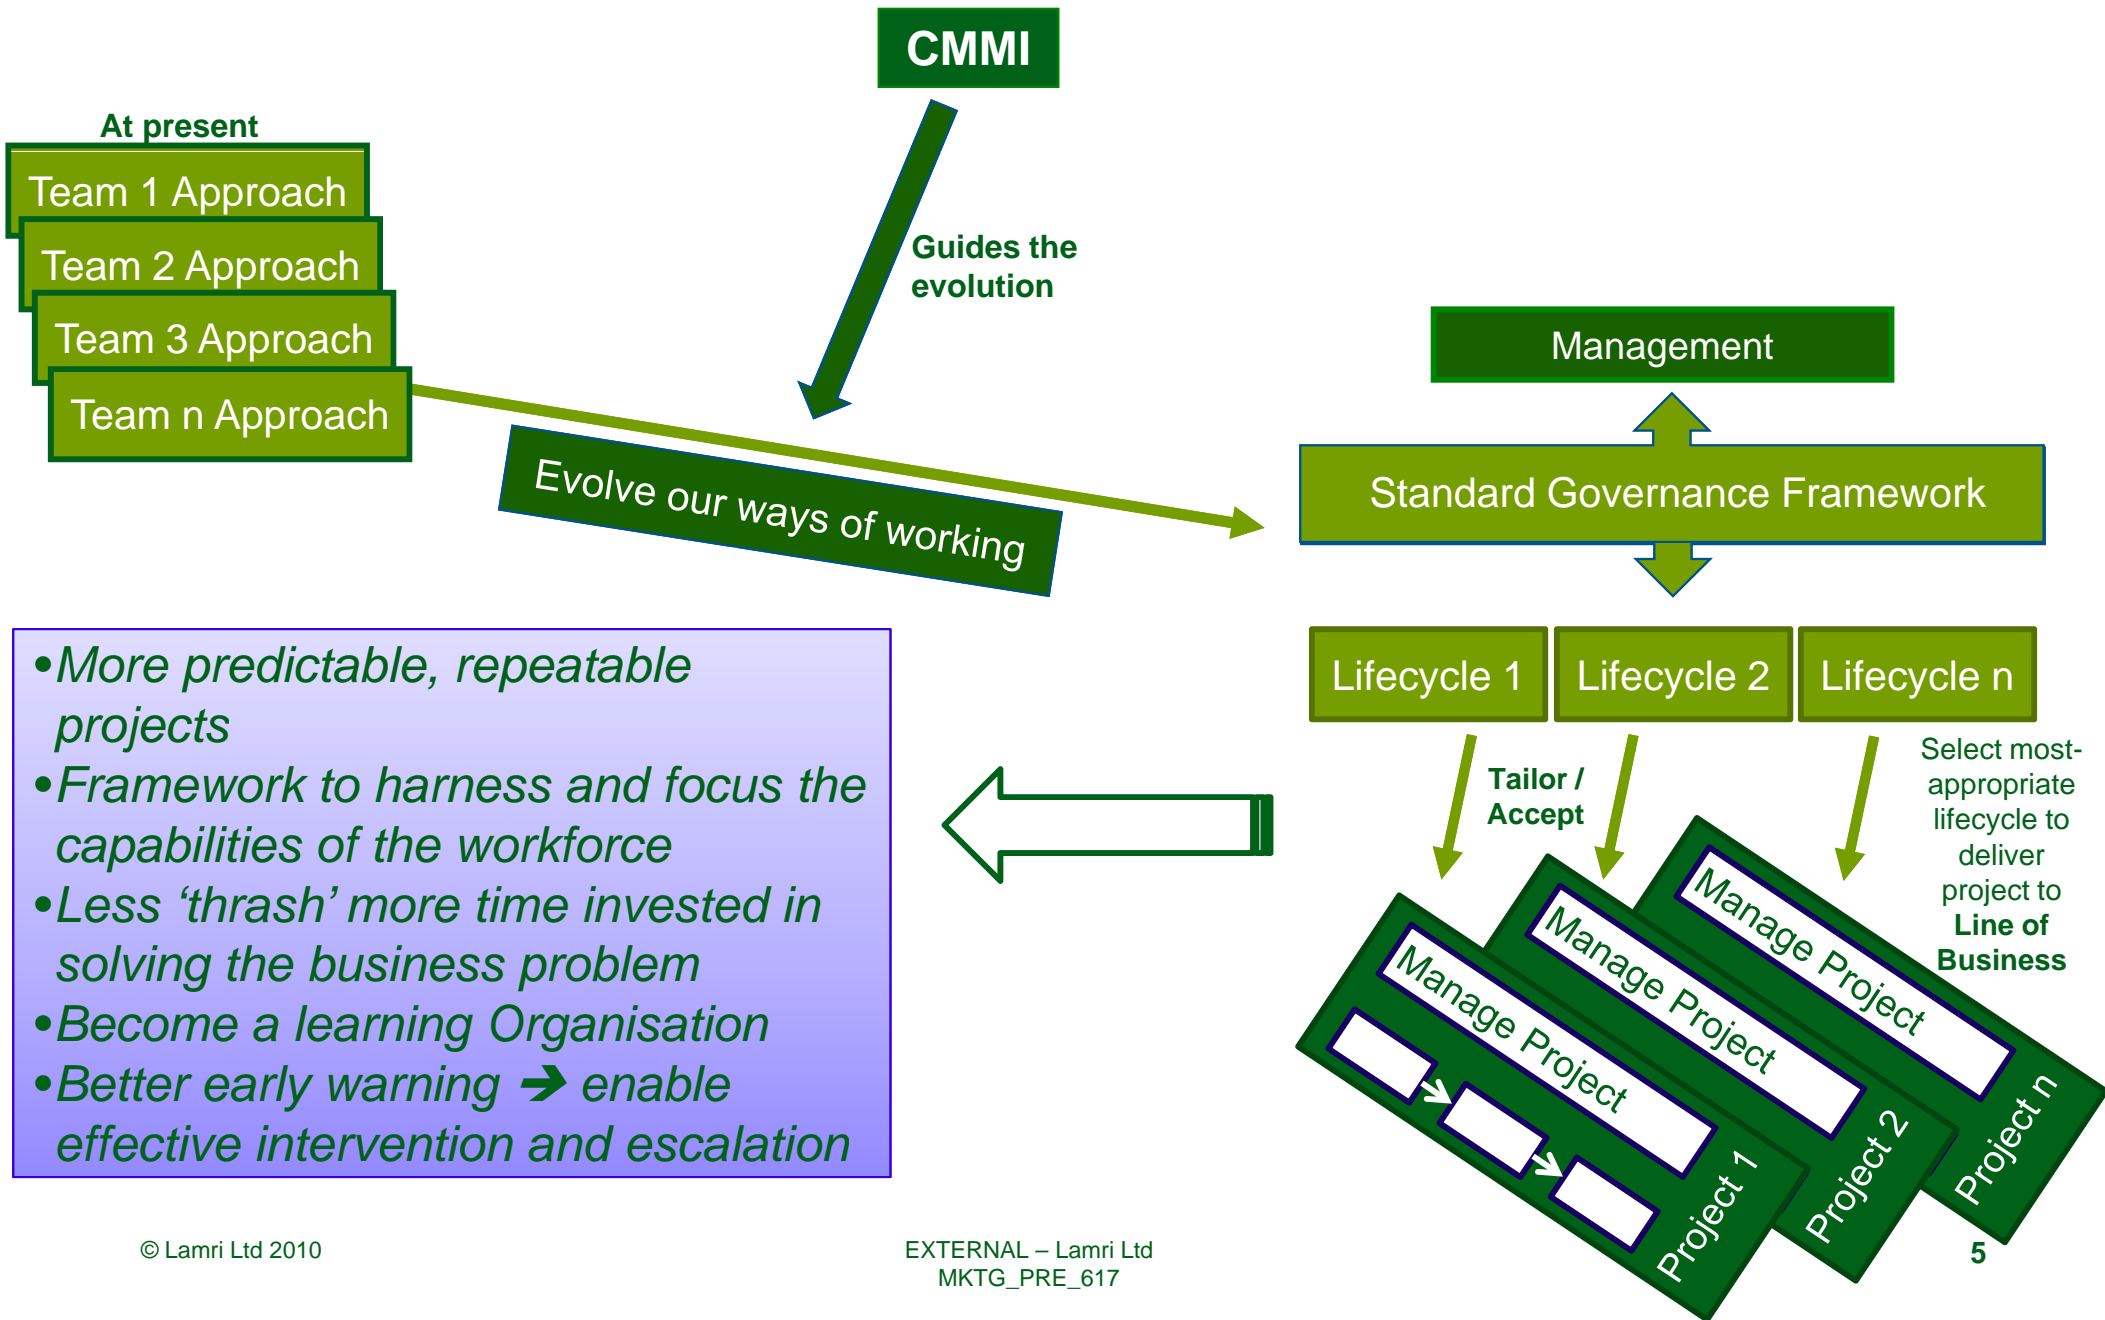 CMMI
At present
Team 1 Approach
Team 2 Approach
Team 3 Approach
Team n Approach
Guides the
evolution
Evolve our ways of working
Management
Standard Governance Framework
Lifecycle 1
Lifecycle 2
Lifecycle n
Tailor /
Accept
Select most-
appropriate
lifecycle to
deliver
project to
Line of
Business
Manage Project
Manage Project
Manage Project
Project 1
Project 2
Project n
•More predictable, repeatable
projects
•Framework to harness and focus the
capabilities of the workforce
•Less ‘thrash’ more time invested in
solving the business problem
•Become a learning Organisation
•Better early warning ➔ enable
effective intervention and escalation
© Lamri Ltd 2010
EXTERNAL – Lamri Ltd
MKTG_PRE_617
5